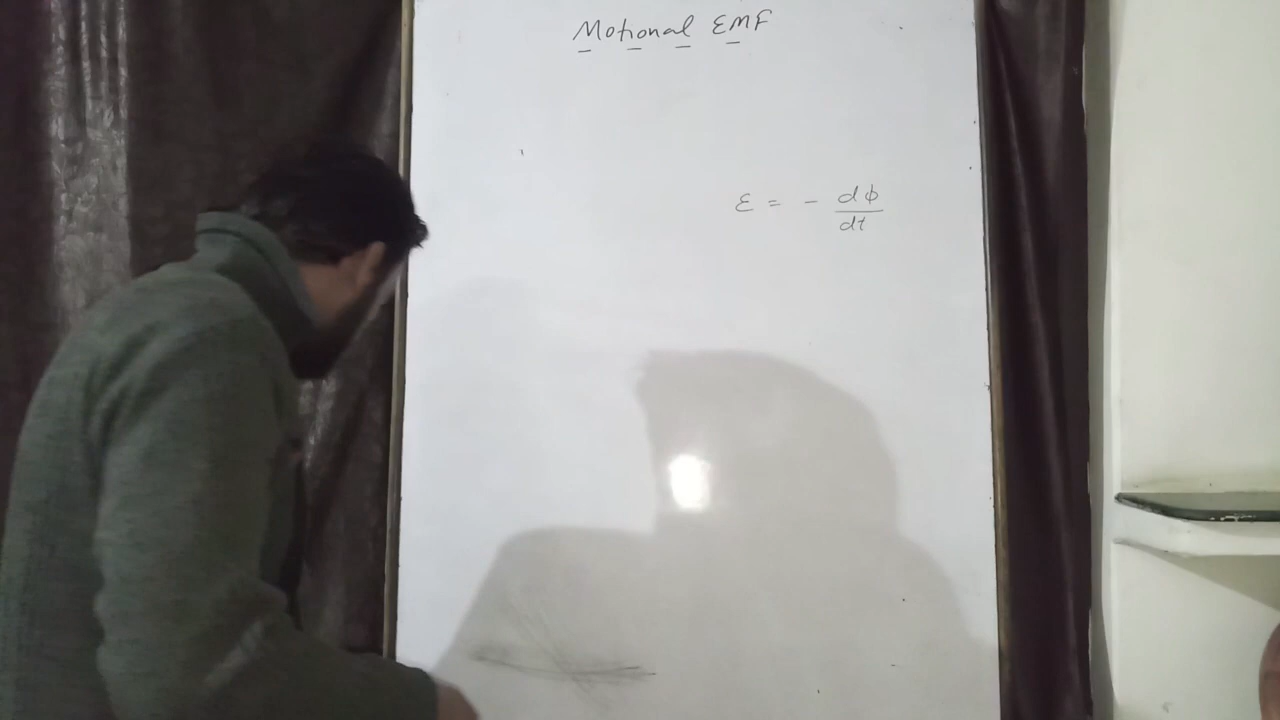 Motional EMF
ε = - dϕ/dt